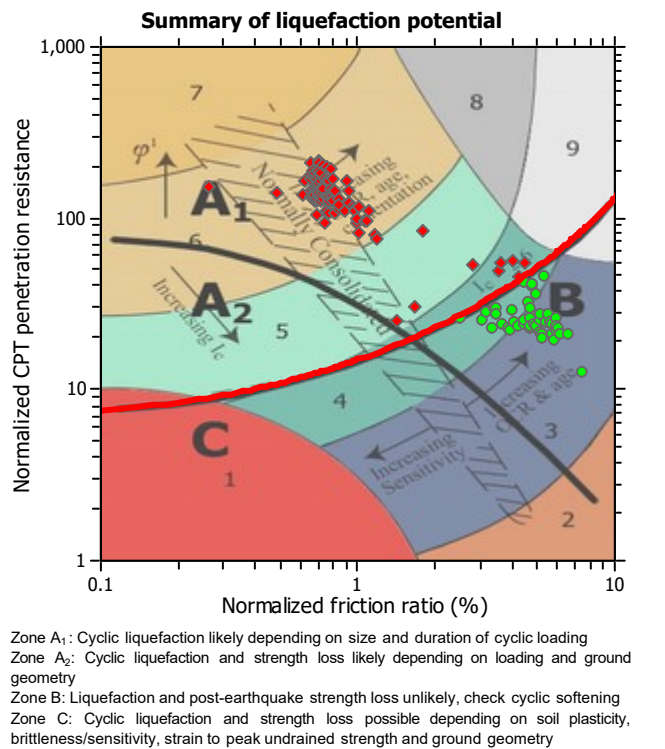 Summary of liquefaction potential
1,000
7
8
9
φ'
Increasing
OCR, age,
cementation
Normally Consolidated
A1
100
6
A2
Increasing Ic
5
Ic
B
10
4
Increasing
OCR & age
3
C
Increasing
Sensitivity
1
2
1
0.1
1
10
Normalized CPT penetration resistance
Normalized friction ratio (%)
Zone A1: Cyclic liquefaction likely depending on size and duration of cyclic loading
Zone A2: Cyclic liquefaction and strength loss likely depending on loading and ground
geometry
Zone B: Liquefaction and post-earthquake strength loss unlikely, check cyclic softening
Zone C: Cyclic liquefaction and strength loss possible depending on soil plasticity,
brittleness/sensitivity, strain to peak undrained strength and ground geometry